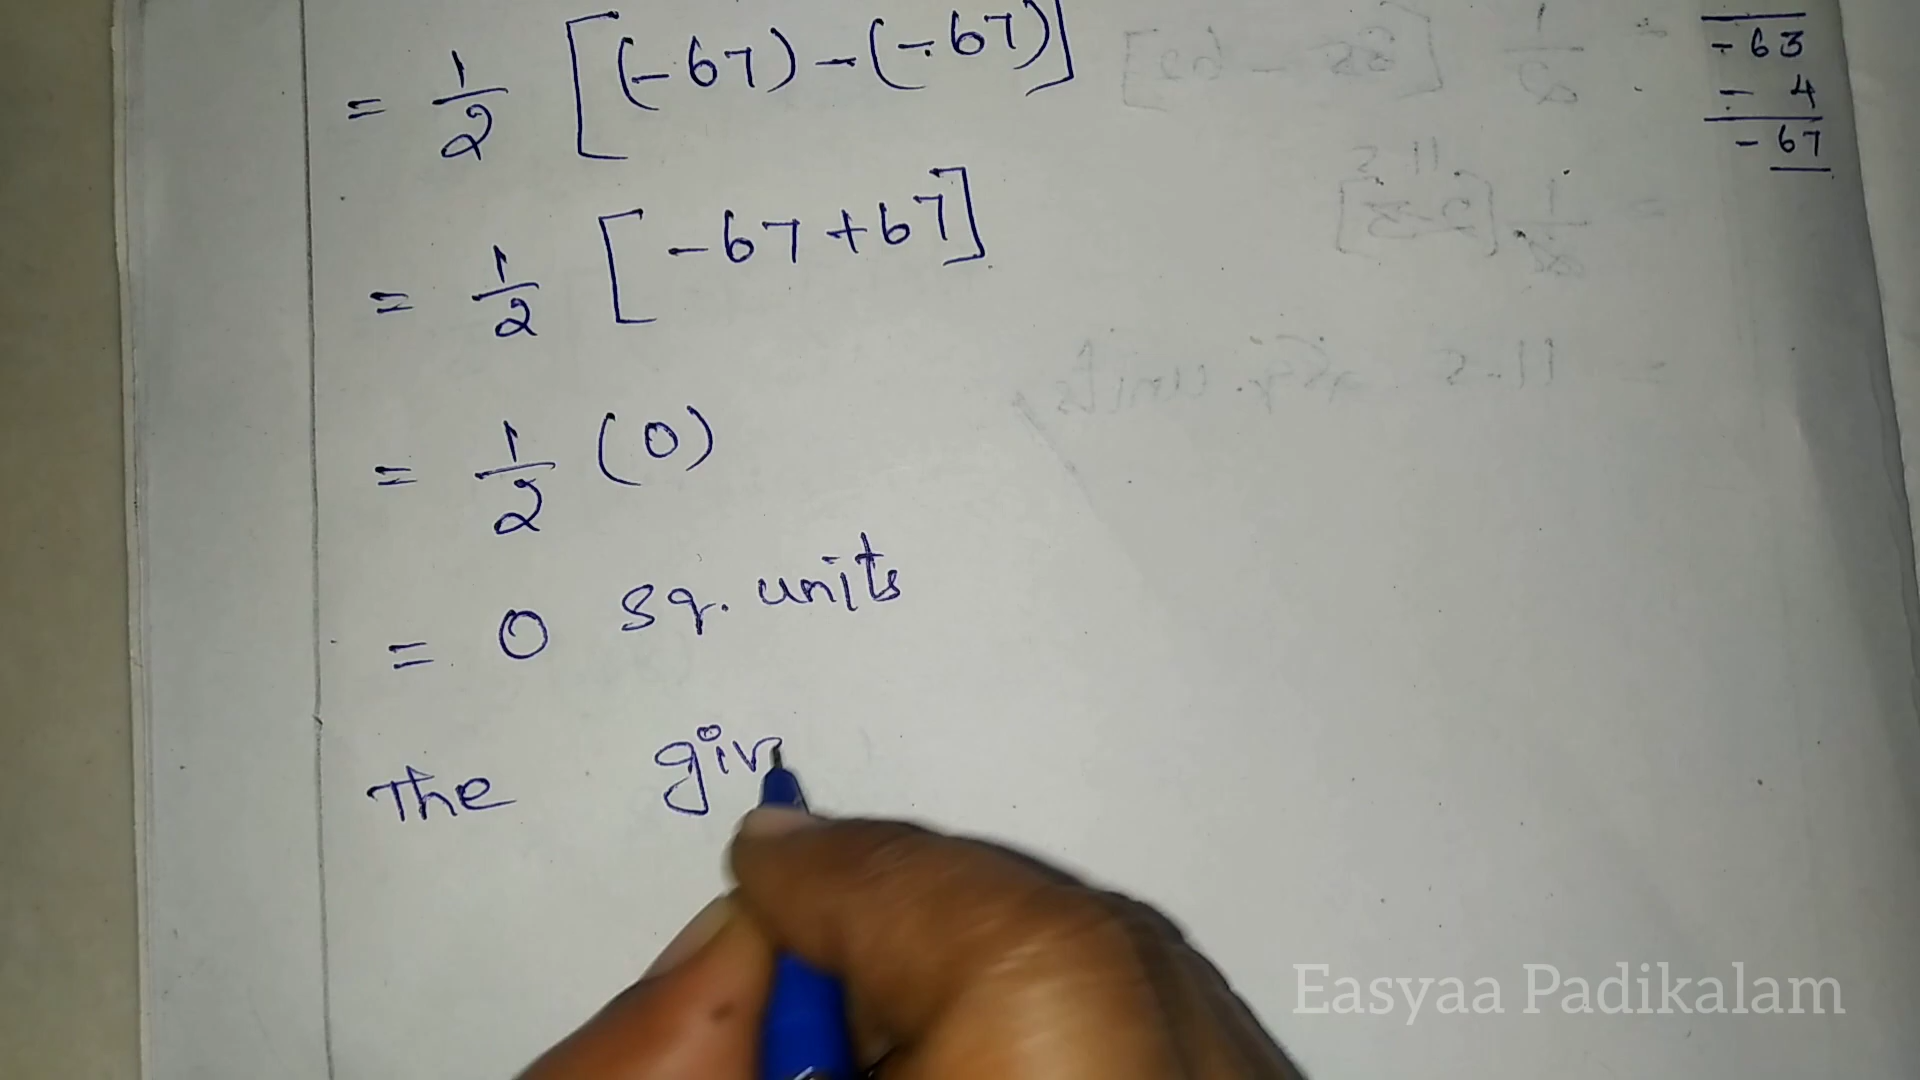 = 1/2 [(-67) - (-67)]
- 63
- 4
- 67
= 1/2 [-67 + 67]
= 1/2 (0)
= 0 sq. units
The giv
Easyaa Padikalam